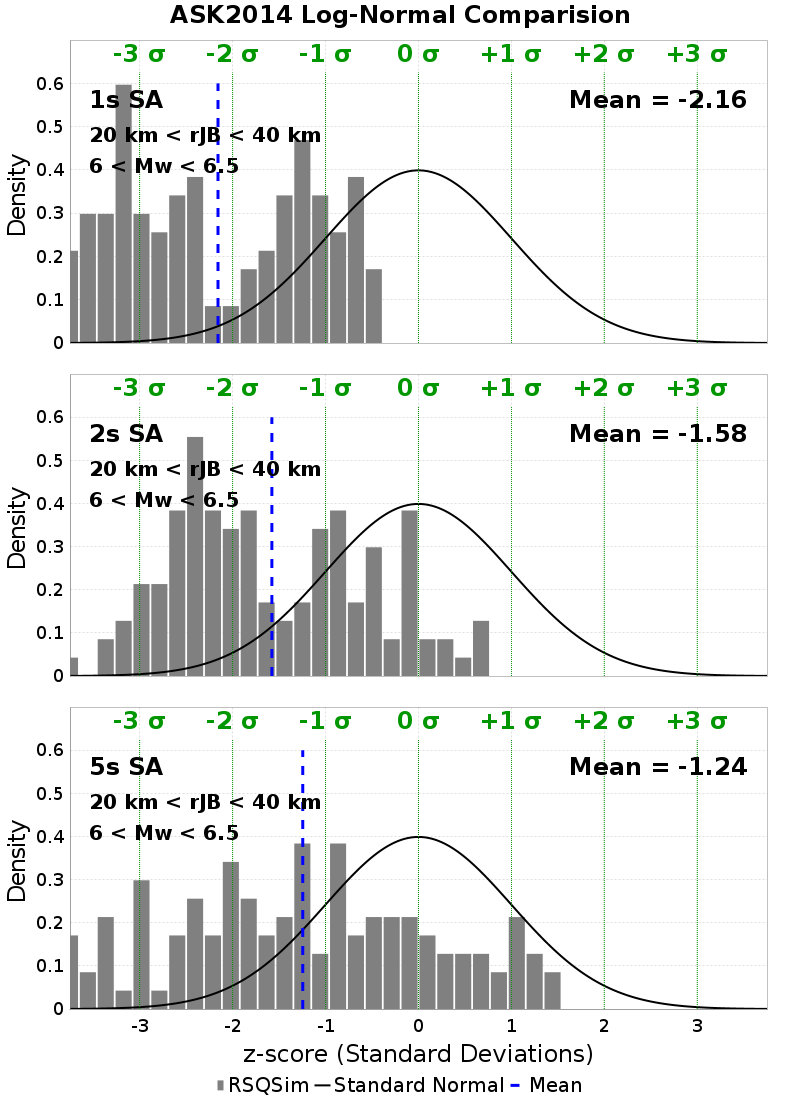 ASK2014 Log-Normal Comparision
-3 σ -2 σ -1 σ 0 σ +1 σ +2 σ +3 σ
1s SA
Mean = -2.16
20 km < rJB < 40 km
6 < Mw < 6.5
Density
0.6
0.5
0.4
0.3
0.2
0.1
0
-3 σ -2 σ -1 σ 0 σ +1 σ +2 σ +3 σ
2s SA
Mean = -1.58
20 km < rJB < 40 km
6 < Mw < 6.5
Density
0.6
0.5
0.4
0.3
0.2
0.1
0
-3 σ -2 σ -1 σ 0 σ +1 σ +2 σ +3 σ
5s SA
Mean = -1.24
20 km < rJB < 40 km
6 < Mw < 6.5
Density
0.6
0.5
0.4
0.3
0.2
0.1
0
-3 -2 -1 0 1 2 3
z-score (Standard Deviations)
RSQSim Standard Normal Mean